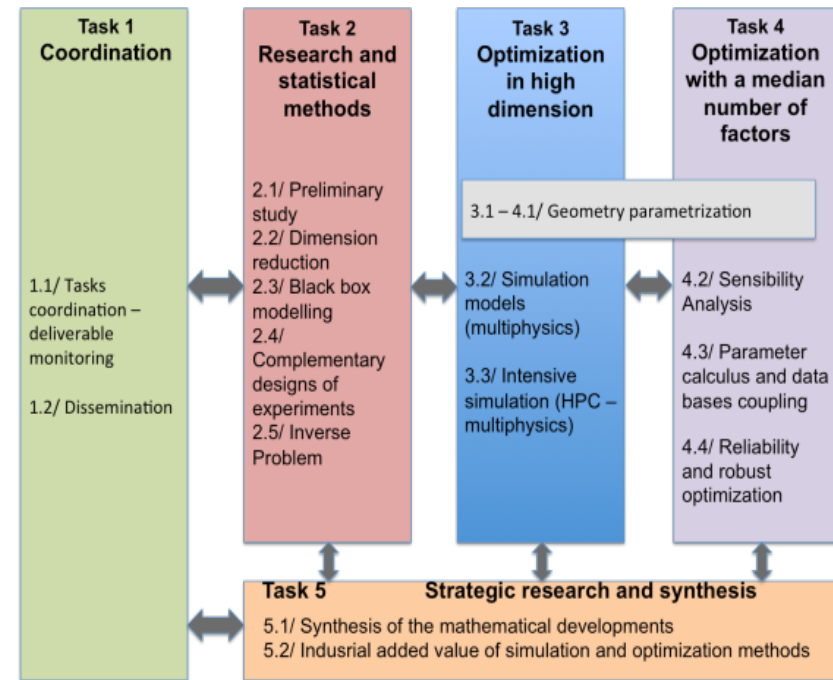 Task 1
Coordination
1.1/ Tasks
coordination –
deliverable
monitoring
1.2/ Dissemination
Task 2
Research and
statistical
methods
2.1/ Preliminary
study
2.2/ Dimension
reduction
2.3/ Black box
modelling
2.4/
Complementary
designs of
experiments
2.5/ Inverse
Problem
Task 3
Optimization
in high
dimension
3.1 – 4.1/ Geometry parametrization
3.2/ Simulation
models
(multiphysics)
3.3/ Intensive
simulation (HPC –
multiphysics)
Task 4
Optimization
with a median
number of
factors
4.2/ Sensibility
Analysis
4.3/ Parameter
calculus and data
bases coupling
4.4/ Reliability
and robust
optimization
Task 5 Strategic research and synthesis
5.1/ Synthesis of the mathematical developments
5.2/ Indusrial added value of simulation and optimization methods